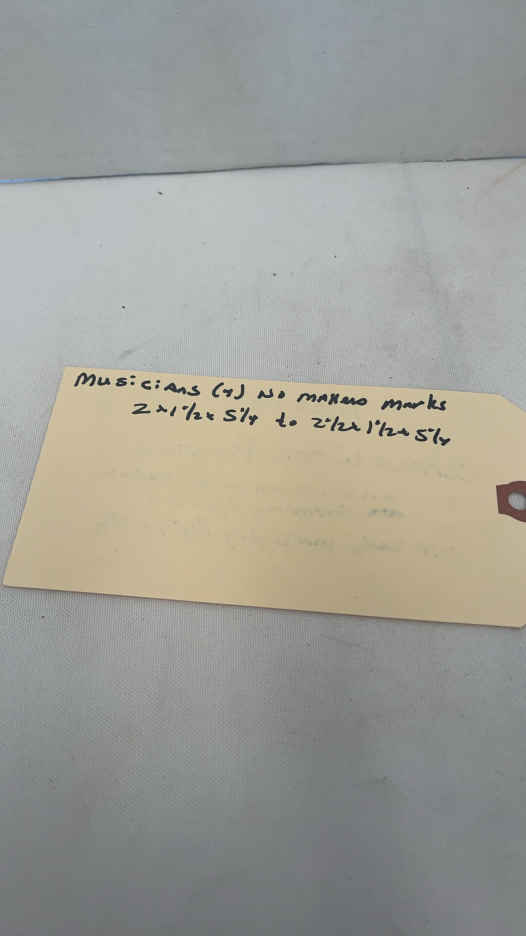 Musicians (4) No makers marks
2 x 1 1/2 x 5 1/4 to 2 1/2 x 1 1/2 x 5 1/4